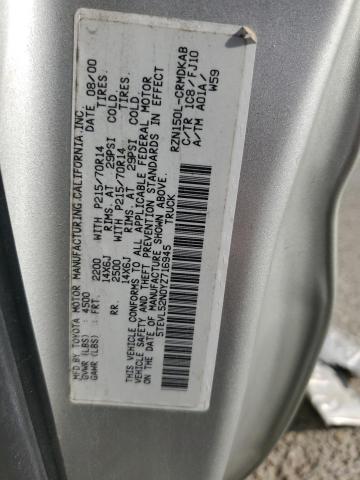 MFD BY TOYOTA MOTOR MANUFACTURING CALIFORNIA, INC.
GVWR (LBS) : 4500 DATE 08/00
GAWR (LBS) : FRT. 2200 WITH P215/70R14 TIRES.
14X6J RIMS. AT 29PSI COLD.
RR. 2500 WITH P215/70R14 TIRES.
14X6J RIMS. AT 29PSI COLD.
THIS VEHICLE CONFORMS TO ALL APPLICABLE FEDERAL MOTOR
VEHICLE SAFETY AND THEFT PREVENTION STANDARDS IN EFFECT
ON THE DATE OF MANUFACTURE SHOWN ABOVE.
5TEVL52N0YZ716945 TRUCK
RZN150L-CRMDKAB
C/TR 1C8/FJ10
A/TM A01A/
W59